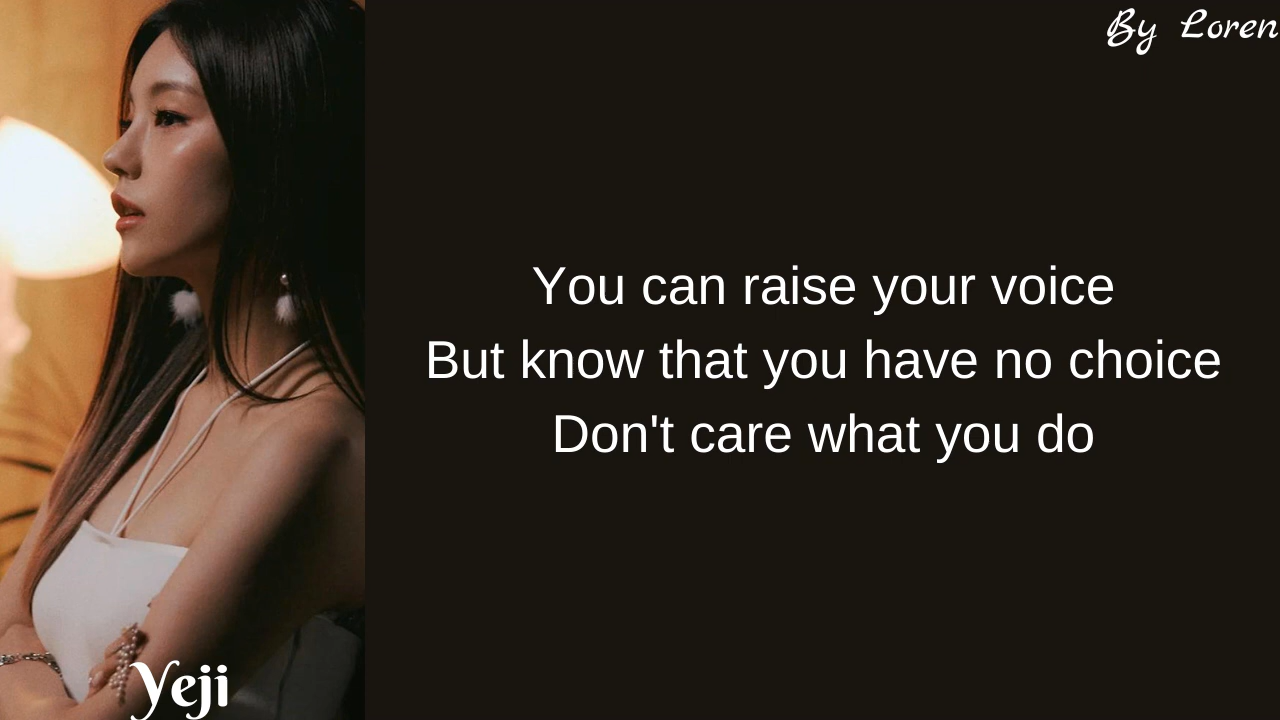 By Loren
You can raise your voice
But know that you have no choice
Don't care what you do
Yeji